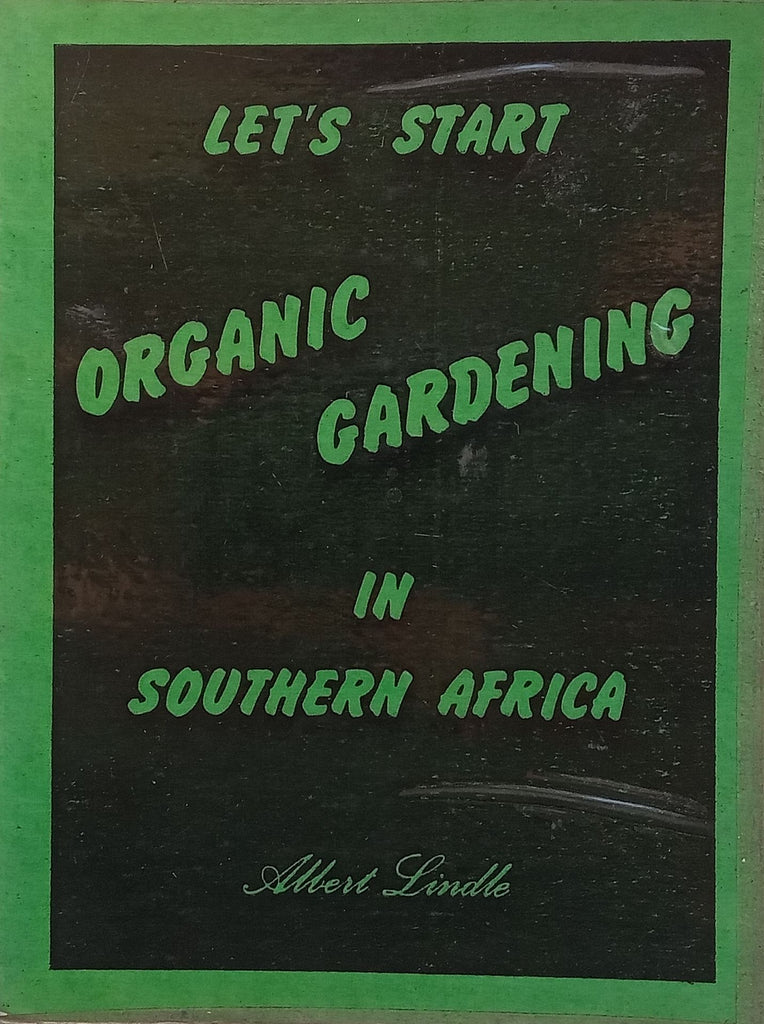 LET'S START
ORGANIC
GARDENING
IN
SOUTHERN AFRICA
Albert Lindle